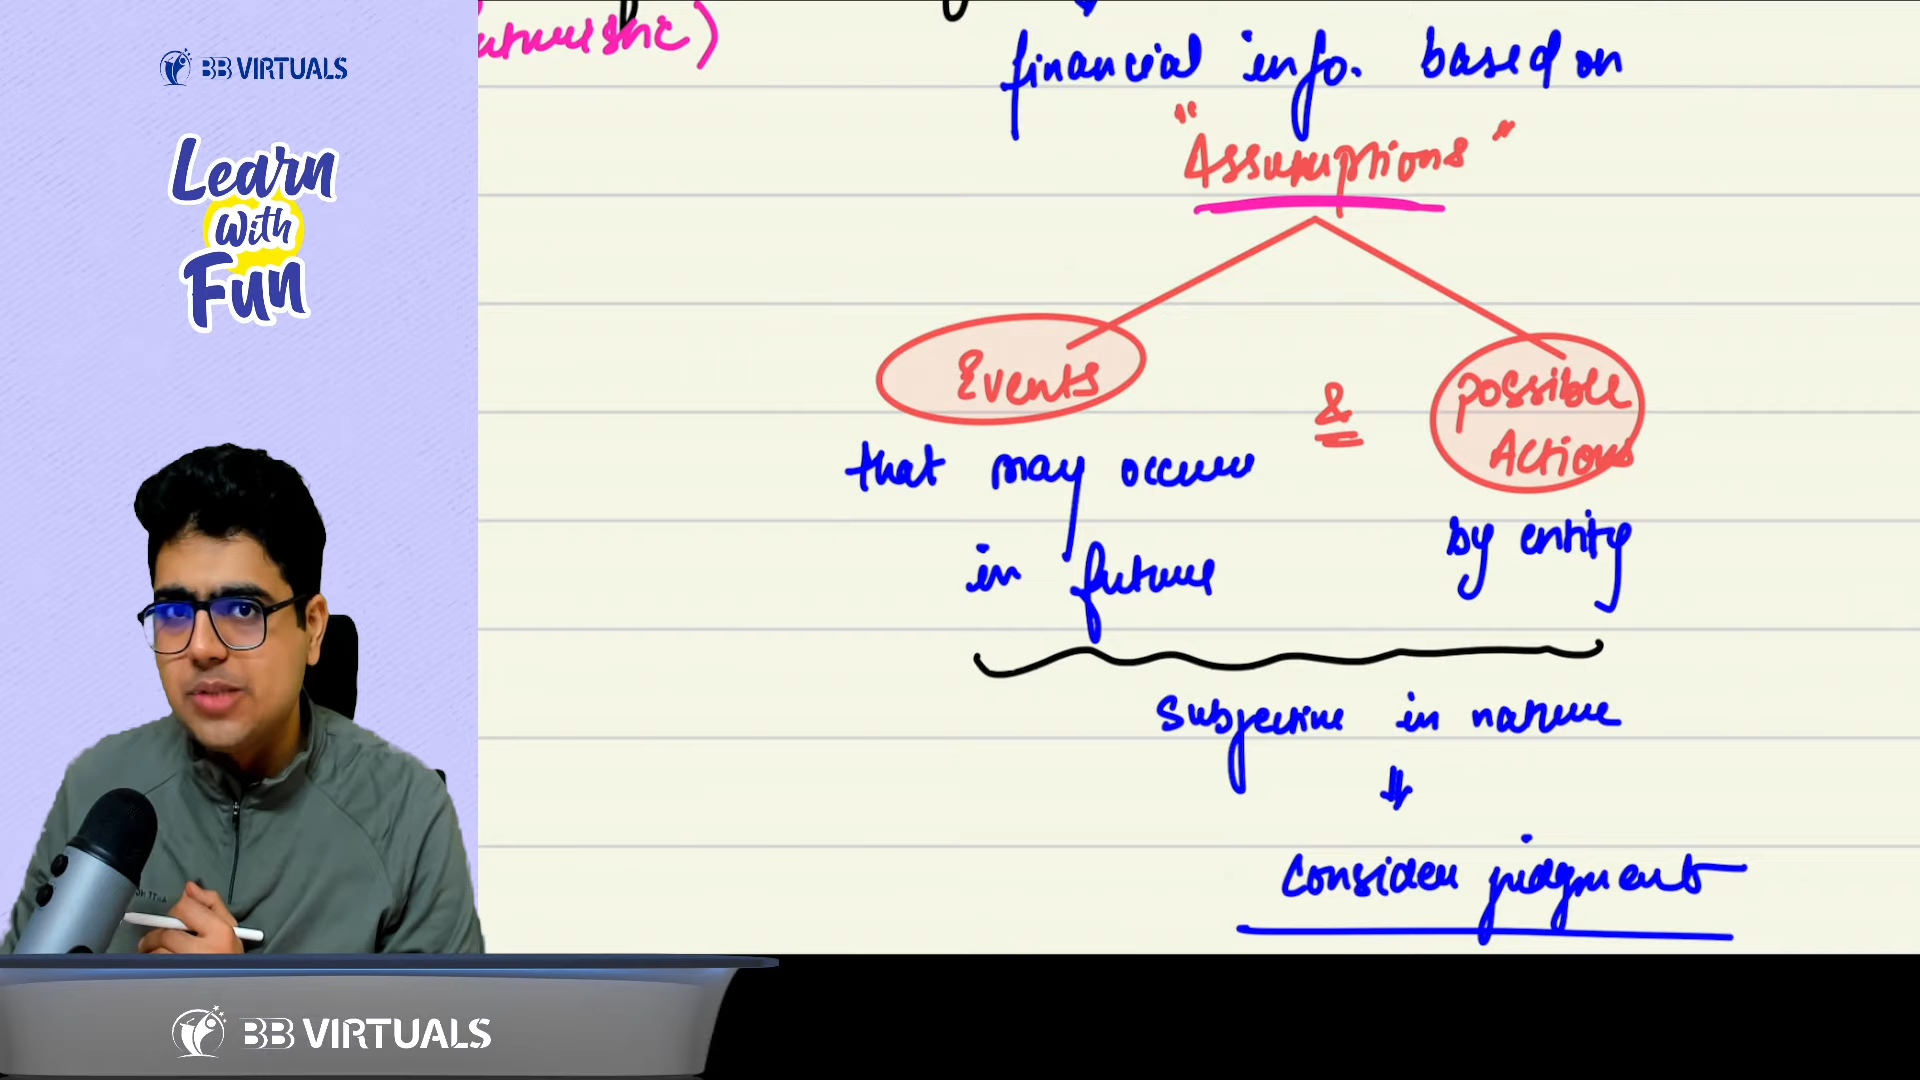 BB VIRTUALS
Learn
With
Fun
financial info. based on
"Assumptions"
Events
&
possible
Actions
that may occur
in future
by entity
subjective in nature
consider judgment
BB VIRTUALS